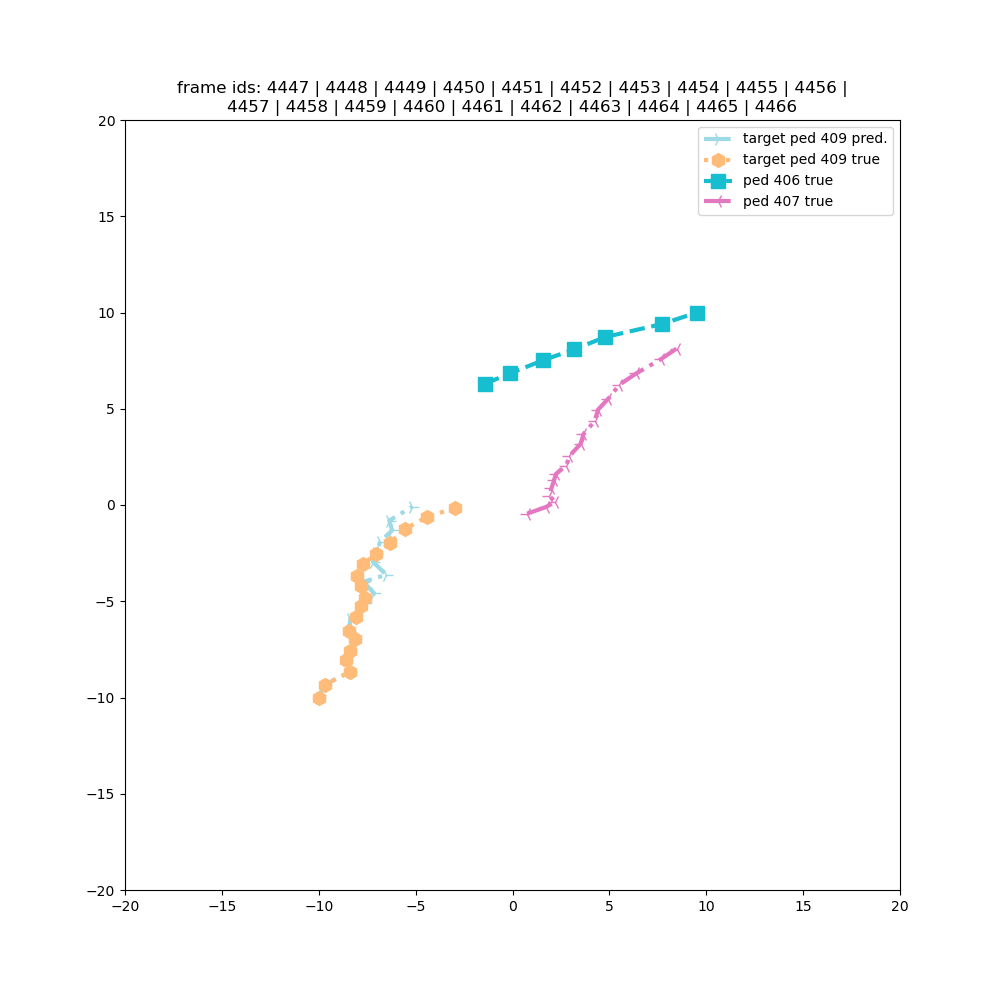 frame ids: 4447 | 4448 | 4449 | 4450 | 4451 | 4452 | 4453 | 4454 | 4455 | 4456 |
4457 | 4458 | 4459 | 4460 | 4461 | 4462 | 4463 | 4464 | 4465 | 4466
target ped 409 pred.
target ped 409 true
ped 406 true
ped 407 true
20
15
10
5
0
−5
−10
−15
−20
−20 −15 −10 −5 0 5 10 15 20